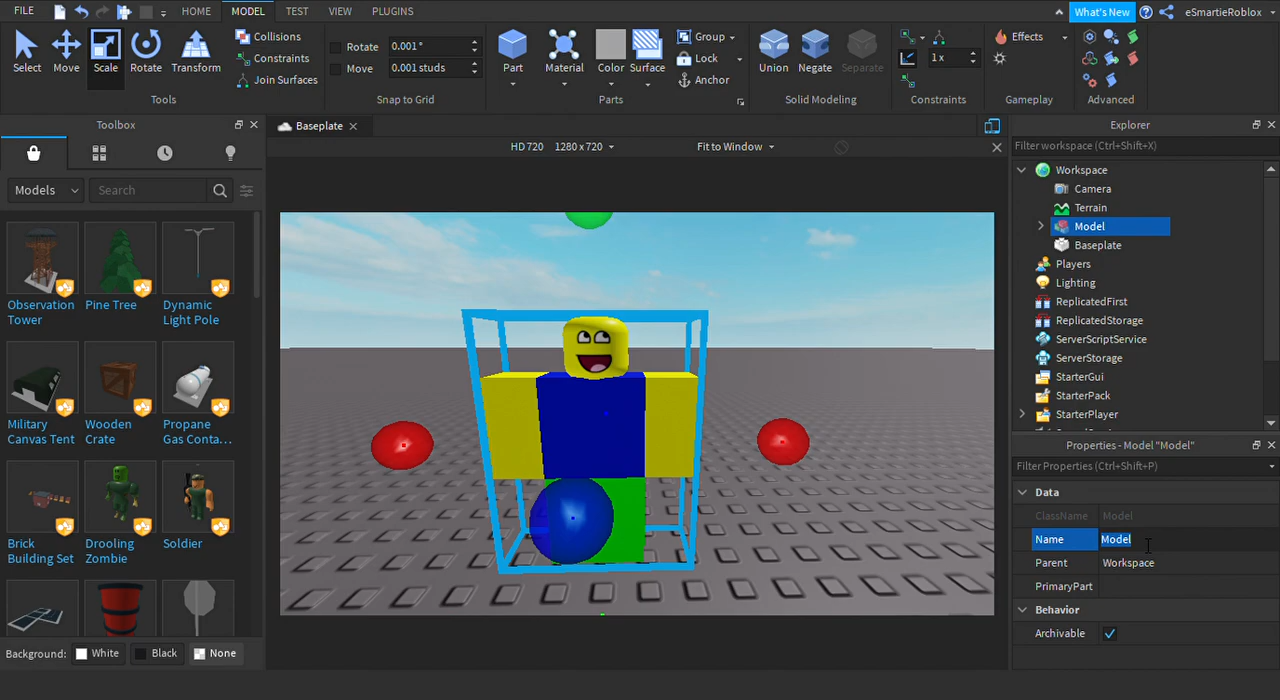 FILE HOME MODEL TEST VIEW PLUGINS What's New eSmartieRoblox
Select Move Scale Rotate Transform
Collisions
Constraints
Join Surfaces
Tools
Rotate 0.001 °
Move 0.001 studs
Snap to Grid
Part Material Color Surface
Group
Lock
Anchor
Parts
Union Negate Separate
Solid Modeling
1 x
Constraints
Effects
Gameplay
Advanced
Toolbox
Models Search
Observation Tower
Pine Tree
Dynamic Light Pole
Military Canvas Tent
Wooden Crate
Propane Gas Conta...
Brick Building Set
Drooling Zombie
Soldier
Background: White Black None
Baseplate
HD 720 1280 x 720 Fit to Window
Explorer
Filter workspace (Ctrl+Shift+X)
Workspace
Camera
Terrain
Model
Baseplate
Players
Lighting
ReplicatedFirst
ReplicatedStorage
ServerScriptService
ServerStorage
StarterGui
StarterPack
StarterPlayer
Properties - Model "Model"
Filter Properties (Ctrl+Shift+P)
Data
ClassName Model
Name Model
Parent Workspace
PrimaryPart
Behavior
Archivable